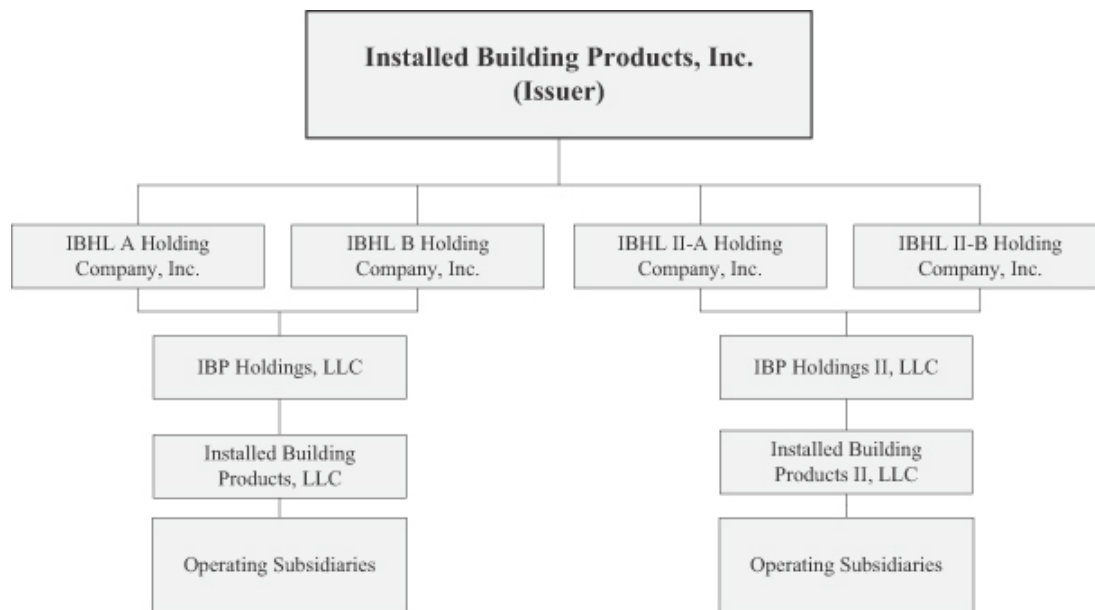 Installed Building Products, Inc.
(Issuer)
IBHL A Holding
Company, Inc.
IBHL B Holding
Company, Inc.
IBHL II-A Holding
Company, Inc.
IBHL II-B Holding
Company, Inc.
IBP Holdings, LLC
IBP Holdings II, LLC
Installed Building
Products, LLC
Installed Building
Products II, LLC
Operating Subsidiaries
Operating Subsidiaries